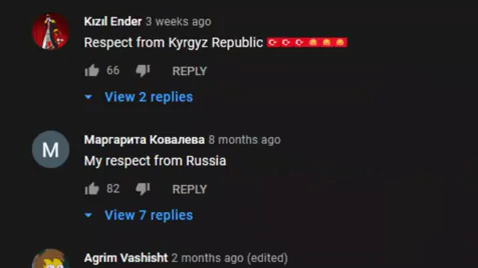 Kızıl Ender 3 weeks ago
Respect from Kyrgyz Republic 🇹🇷🇹🇷🇹🇷🇰🇬🇰🇬🇰🇬
66 REPLY
View 2 replies
M
Маргарита Ковалева 8 months ago
My respect from Russia
82 REPLY
View 7 replies
Agrim Vashisht 2 months ago (edited)